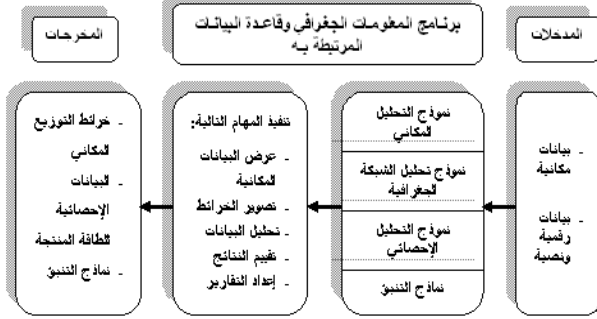 المدخلات
برنامج المعلومات الجغرافي وقاعدة البيانات
المرتبطة به
المخرجات
- بيانات
مكانية
- بيانات
رقمية
ونصية
نموذج التحليل
المكاني
نموذج تحليل الشبكة
الجغرافية
نموذج التحليل
الإحصائي
نماذج التنبؤ
تنفيذ المهام التالية:
- عرض البيانات
المكانية
- تصوير الخرائط
- تحليل البيانات
- تقييم النتائج
- إعداد التقارير
- خرائط التوزيع
المكاني
- البيانات
الإحصائية
للطاقة المنتجة
- نماذج التنبؤ